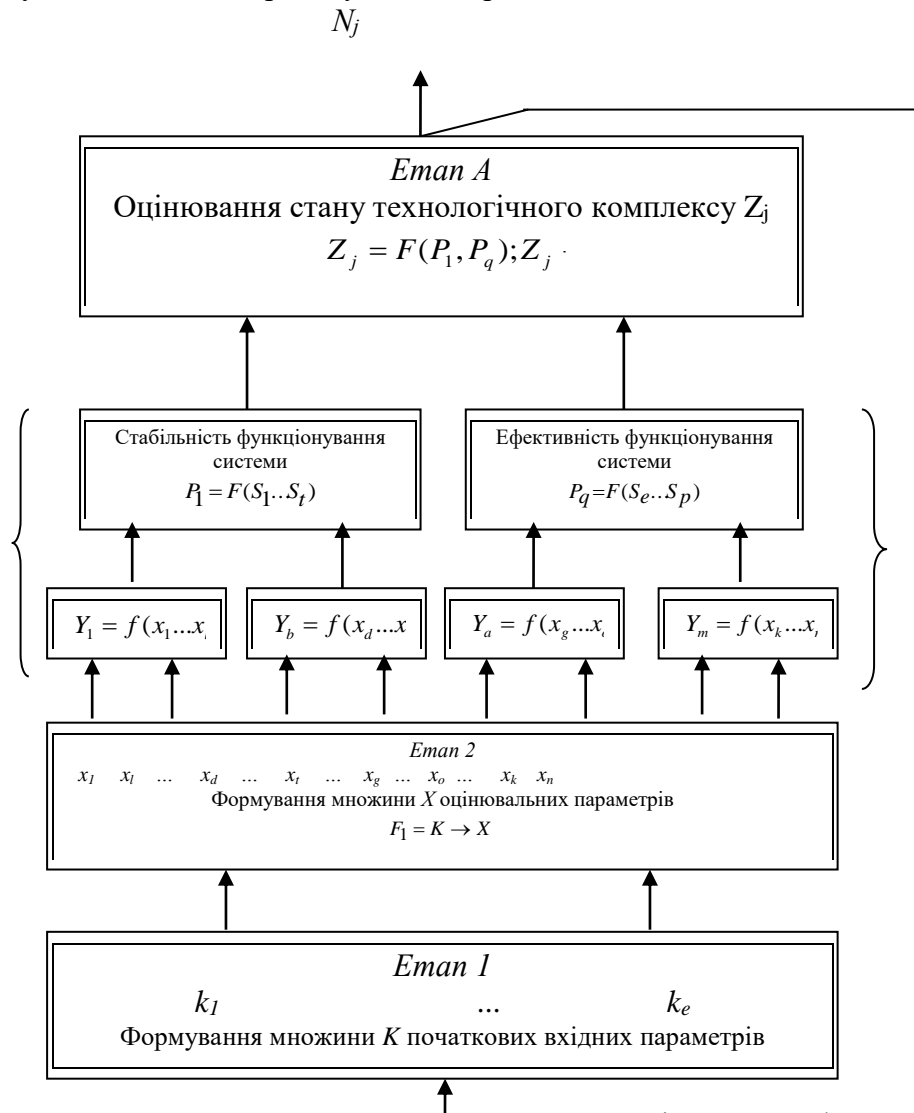 N_j
Етап А
Оцінювання стану технологічного комплексу Z_j
Z_j = F(P_1, P_q); Z_j
Стабільність функціонування
системи
P_1 = F(S_1..S_t)
Ефективність функціонування
системи
P_q = F(S_e..S_p)
Y_1 = f(x_1...x
Y_b = f(x_d...x
Y_a = f(x_g...x
Y_m = f(x_k...x
Етап 2
x_1 x_l ... x_d ... x_t ... x_g ... x_o ... x_k x_n
Формування множини X оцінювальних параметрів
F_1 = K → X
Етап 1
k_1 ... k_e
Формування множини K початкових вхідних параметрів